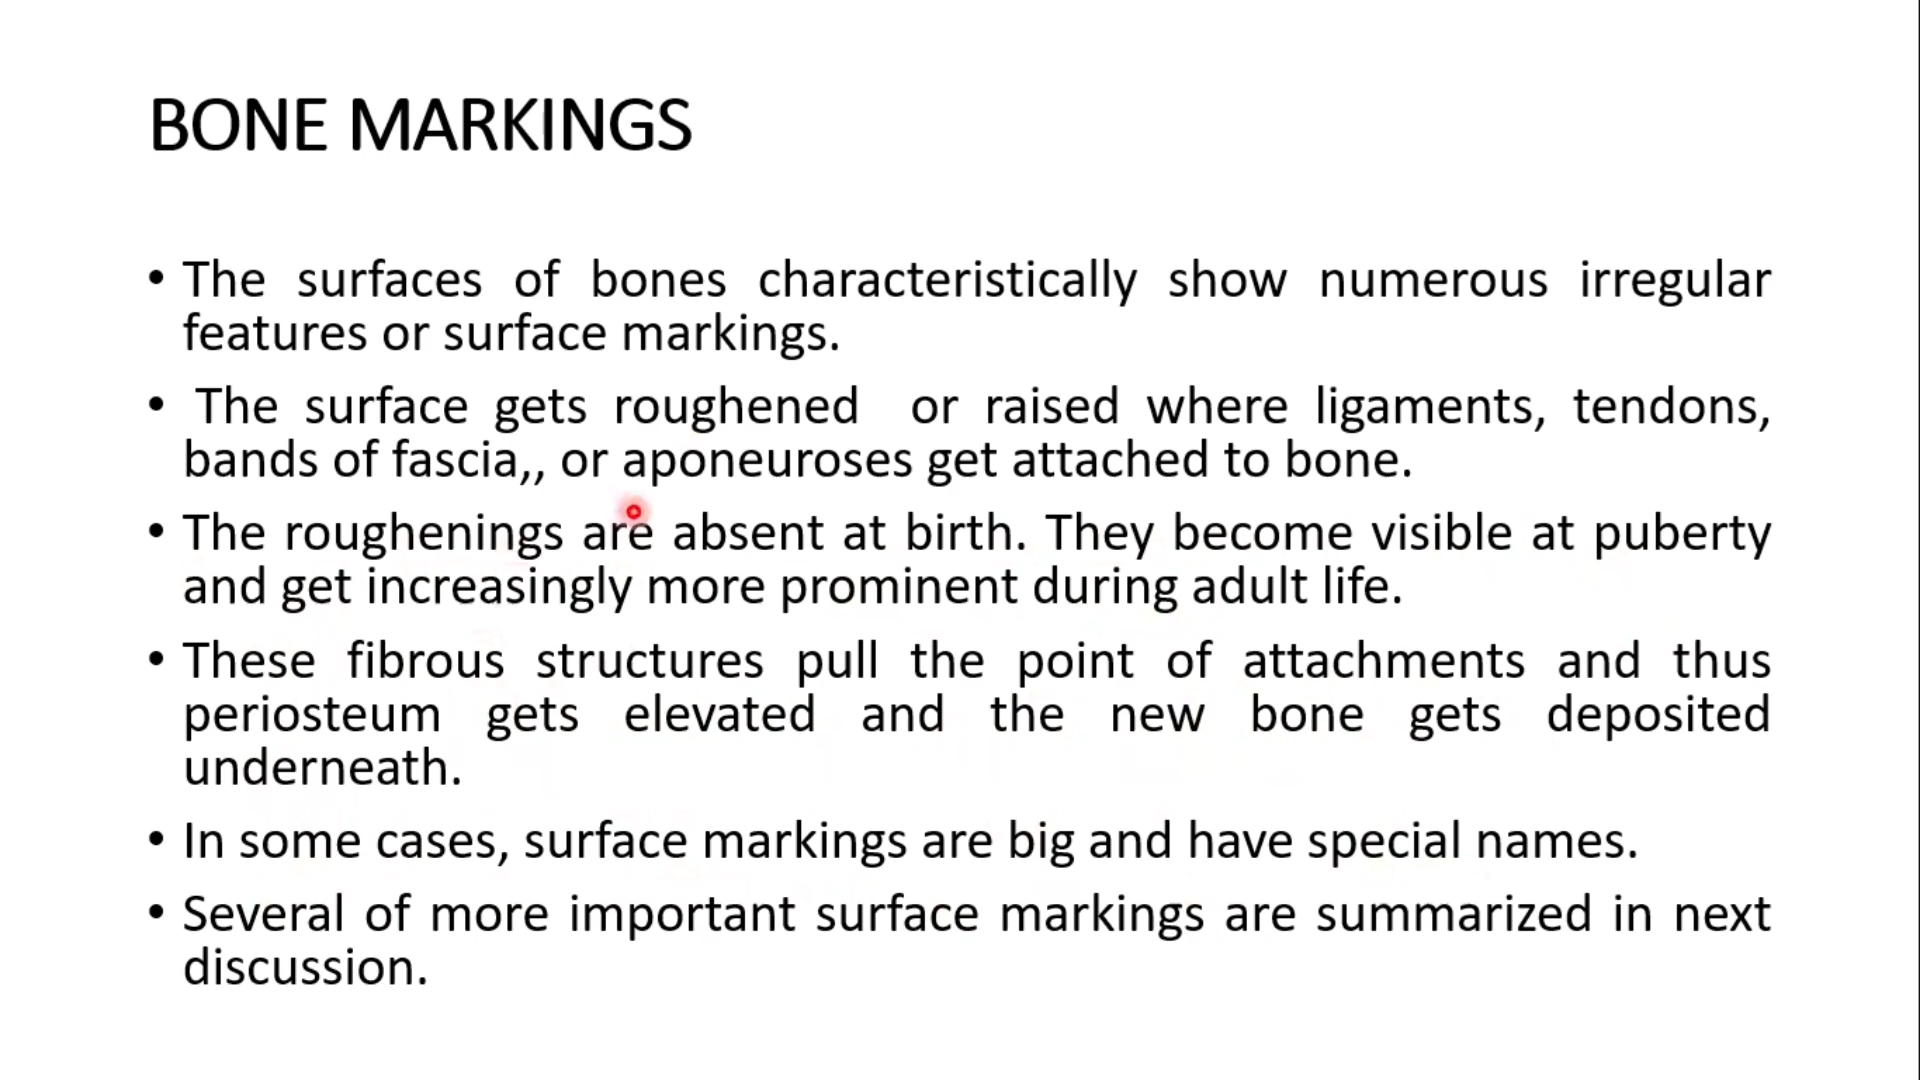 BONE MARKINGS
• The surfaces of bones characteristically show numerous irregular
features or surface markings.
• The surface gets roughened or raised where ligaments, tendons,
bands of fascia,, or aponeuroses get attached to bone.
• The roughenings are absent at birth. They become visible at puberty
and get increasingly more prominent during adult life.
• These fibrous structures pull the point of attachments and thus
periosteum gets elevated and the new bone gets deposited
underneath.
• In some cases, surface markings are big and have special names.
• Several of more important surface markings are summarized in next
discussion.